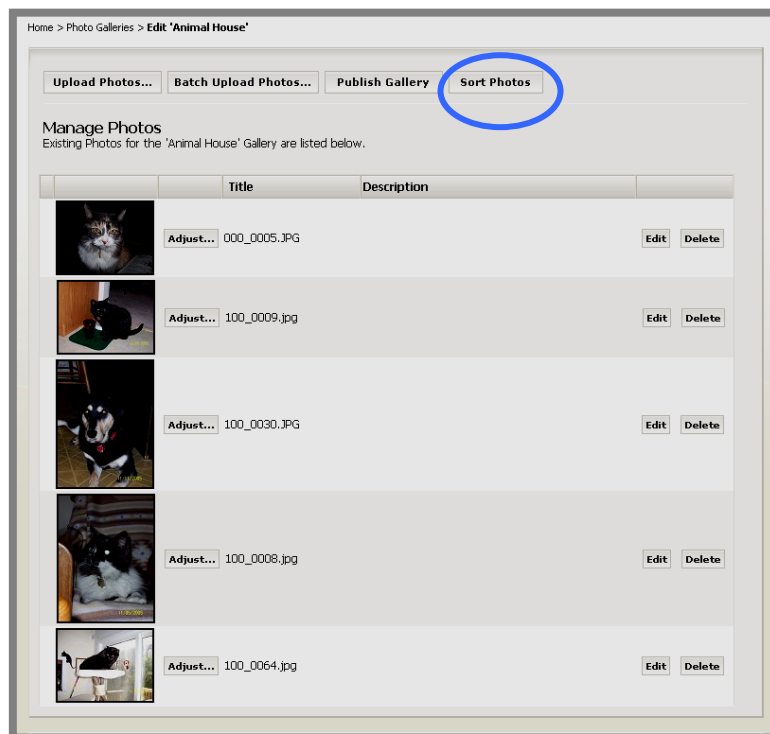 Home > Photo Galleries > Edit 'Animal House'
Upload Photos... Batch Upload Photos... Publish Gallery Sort Photos
Manage Photos
Existing Photos for the 'Animal House' Gallery are listed below.
Title Description
Adjust... 000_0005.JPG Edit Delete
Adjust... 100_0009.jpg Edit Delete
Adjust... 100_0030.JPG Edit Delete
Adjust... 100_0008.jpg Edit Delete
Adjust... 100_0064.jpg Edit Delete